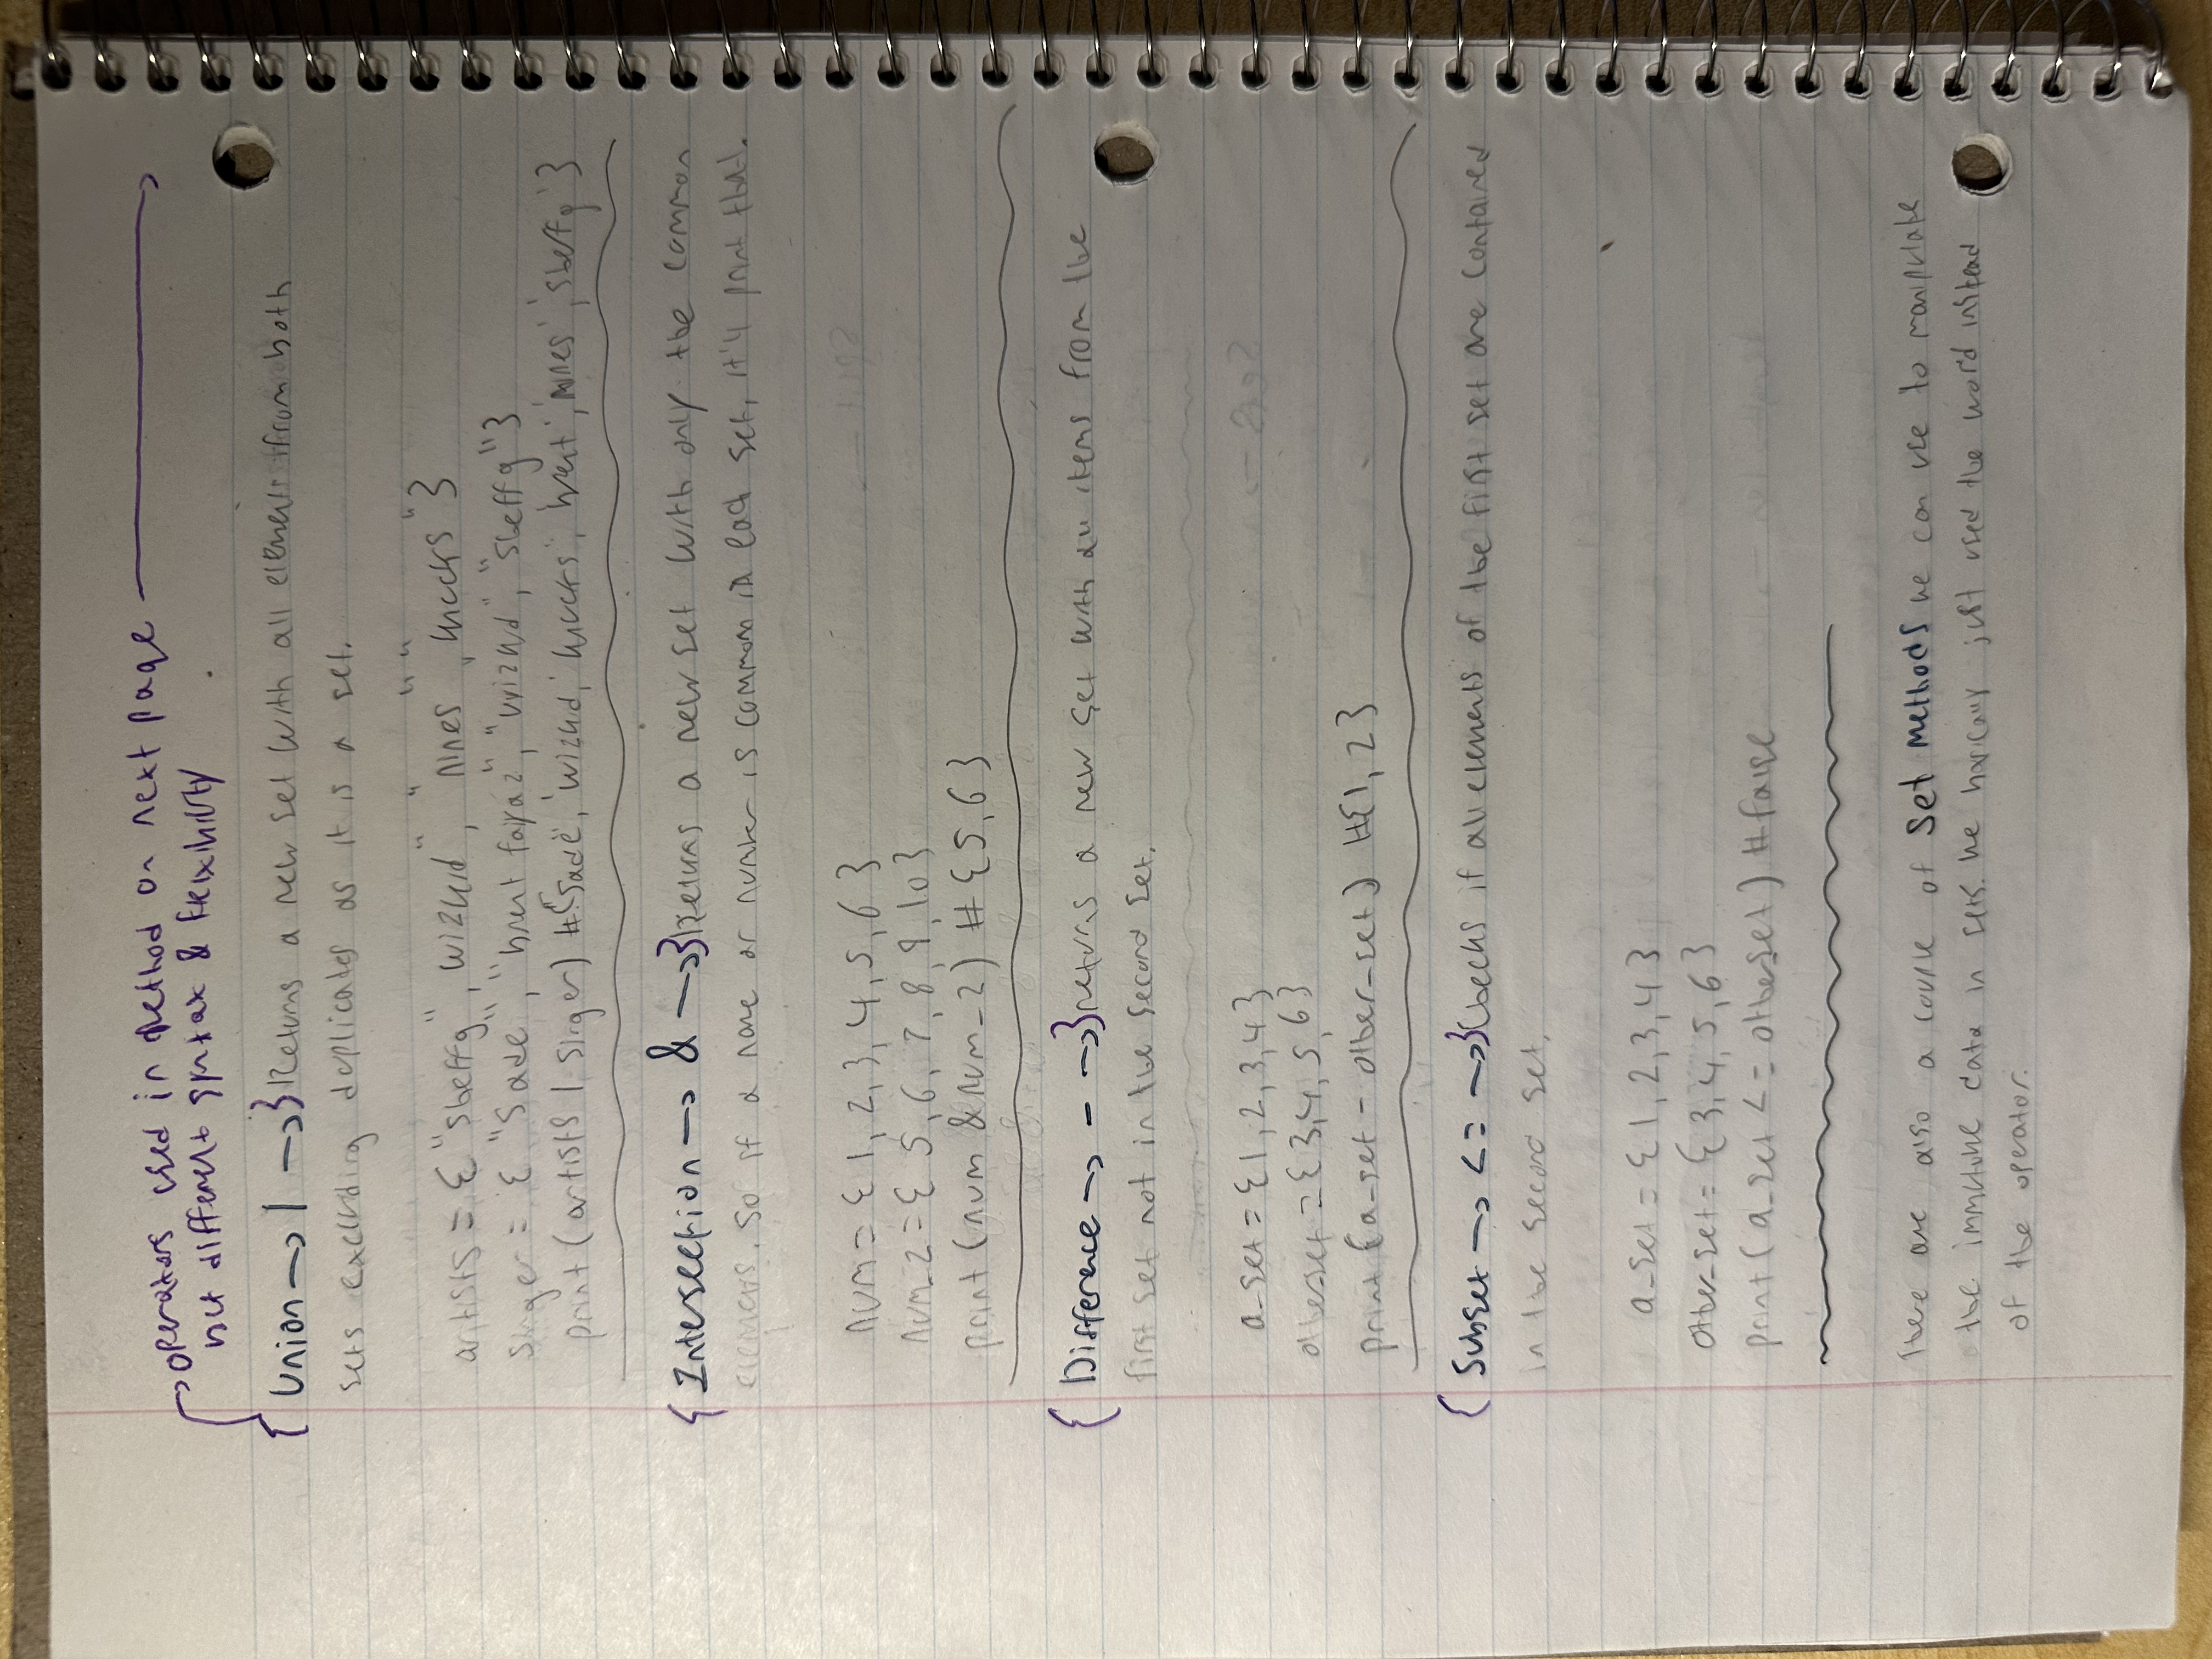 operators used in method on next page
but different syntax & flexibility
{ Union → | → } Returns a new set with all elements from both
sets excluding duplicates as it is a set.
artists = { "Sbeffg", wizkid", "nines", "knucks" }
Singer = { "Sade", "brent fayaz", "wizkid", "Sbeffg" }
print (artists | Singer) # {'Sade', 'wizkid', 'knucks', 'brent', 'nines', 'sbeffg' }
{ Intersection → & → } Returns a new set with only the common
elements. So if a name or number is common in each set, it'll print that.
num = { 1, 2, 3, 4, 5, 6 }
num_2 = { 5, 6, 7, 8, 9, 10 }
print (num & num_2) # {5, 6 }
{ Difference → - → } returns a new set with all items from the
first set not in the second set.
a_set = {1, 2, 3, 4 }
other_set = { 3, 4, 5, 6 }
print (a_set - other_set) #{1, 2 }
{ Subset → <= → } Checks if all elements of the first set are contained
in the second set.
a_set = { 1, 2, 3, 4 }
other_set = { 3, 4, 5, 6 }
print ( a_set <= other_set ) # false
There are also a couple of Set Methods we can use to manipulate
the immutable data in sets. We basically just used the word instead
of the operator.